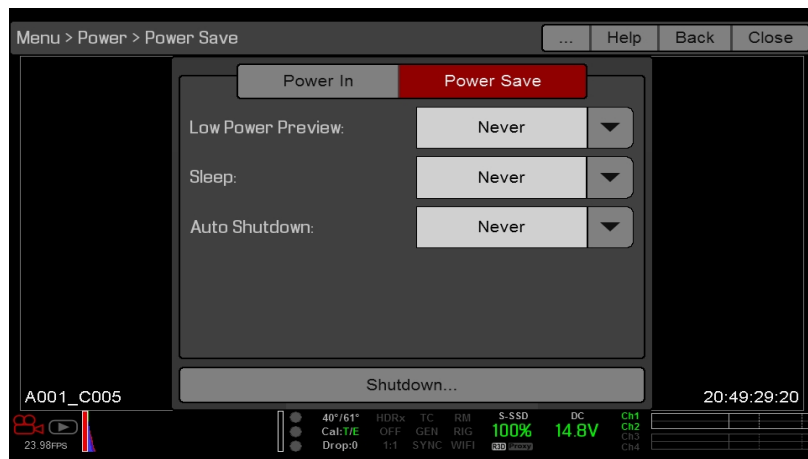 Menu > Power > Power Save
... Help Back Close
Power In Power Save
Low Power Preview: Never
Sleep: Never
Auto Shutdown: Never
Shutdown...
A001_C005 20:49:29:20
40°/61° HDRx TC RM S-SSD DC Ch1
Cal:T/E OFF GEN RIG 100% 14.8V Ch2
Drop:0 1:1 SYNC WIFI R3D Proxy Ch3
Ch4
23.98FPS